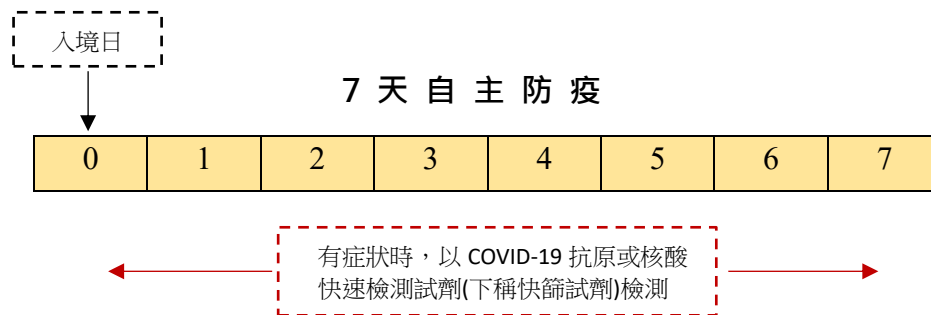 入境日
7 天 自 主 防 疫
0 1 2 3 4 5 6 7
有症狀時，以 COVID-19 抗原或核酸
快速檢測試劑(下稱快篩試劑)檢測